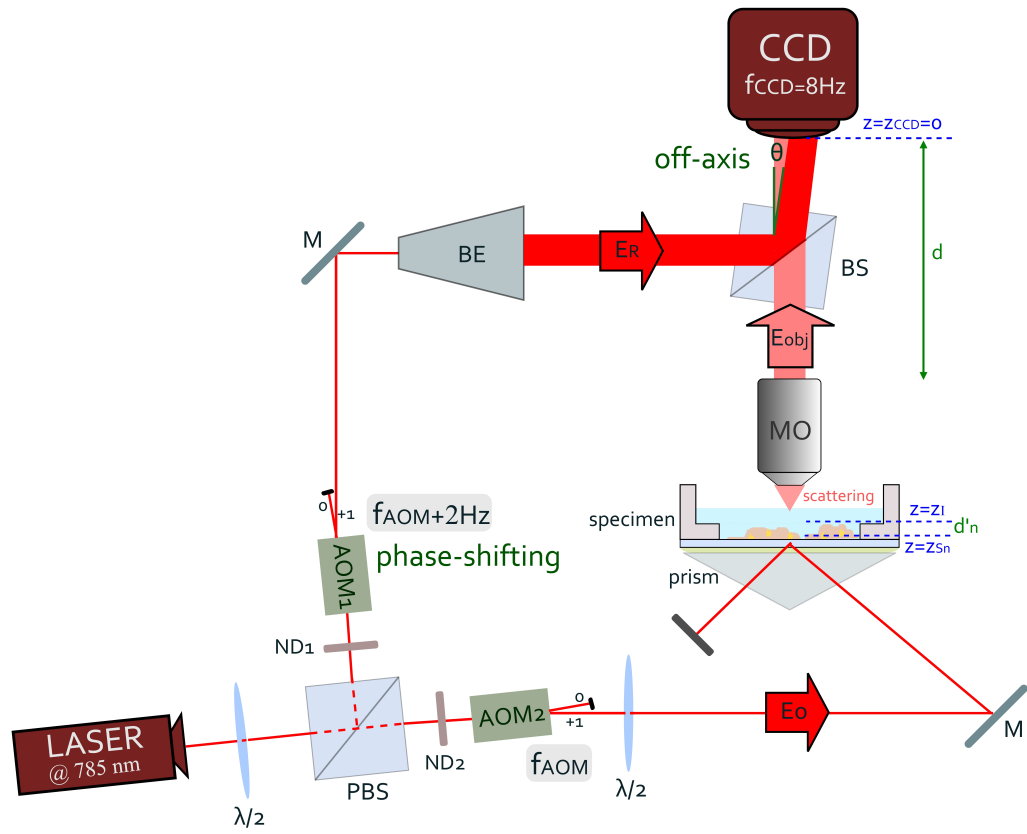 CCD
fCCD=8Hz
z=zCCD=0
θ
off-axis
M
BE
ER
BS
d
Eobj
MO
scattering
0
+1
fAOM+2Hz
specimen
z=zI
d'n
z=zSn
AOM1
phase-shifting
prism
ND1
0
+1
AOM2
Eo
M
LASER
@ 785 nm
fAOM
ND2
PBS
λ/2
λ/2